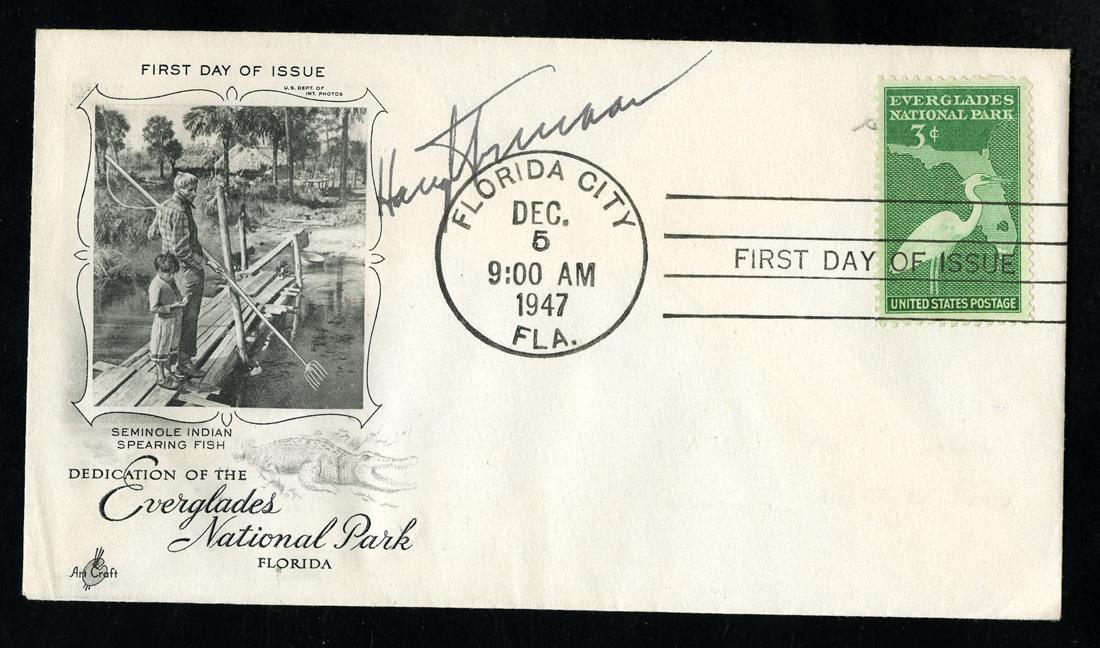 FIRST DAY OF ISSUE
U.S. DEPT. OF
INT. PHOTOS
SEMINOLE INDIAN
SPEARING FISH
DEDICATION OF THE
Everglades
National Park
FLORIDA
Art Craft
Harry Truman
FLORIDA CITY
DEC.
5
9:00 AM
1947
FLA.
FIRST DAY OF ISSUE
EVERGLADES
NATIONAL PARK
3¢
UNITED STATES POSTAGE